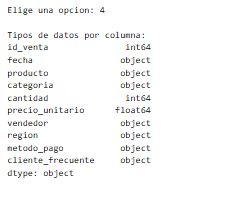 Elige una opcion: 4
Tipos de datos por columna:
id_venta int64
fecha object
producto object
categoria object
cantidad int64
precio_unitario float64
vendedor object
region object
metodo_pago object
cliente_frecuente object
dtype: object